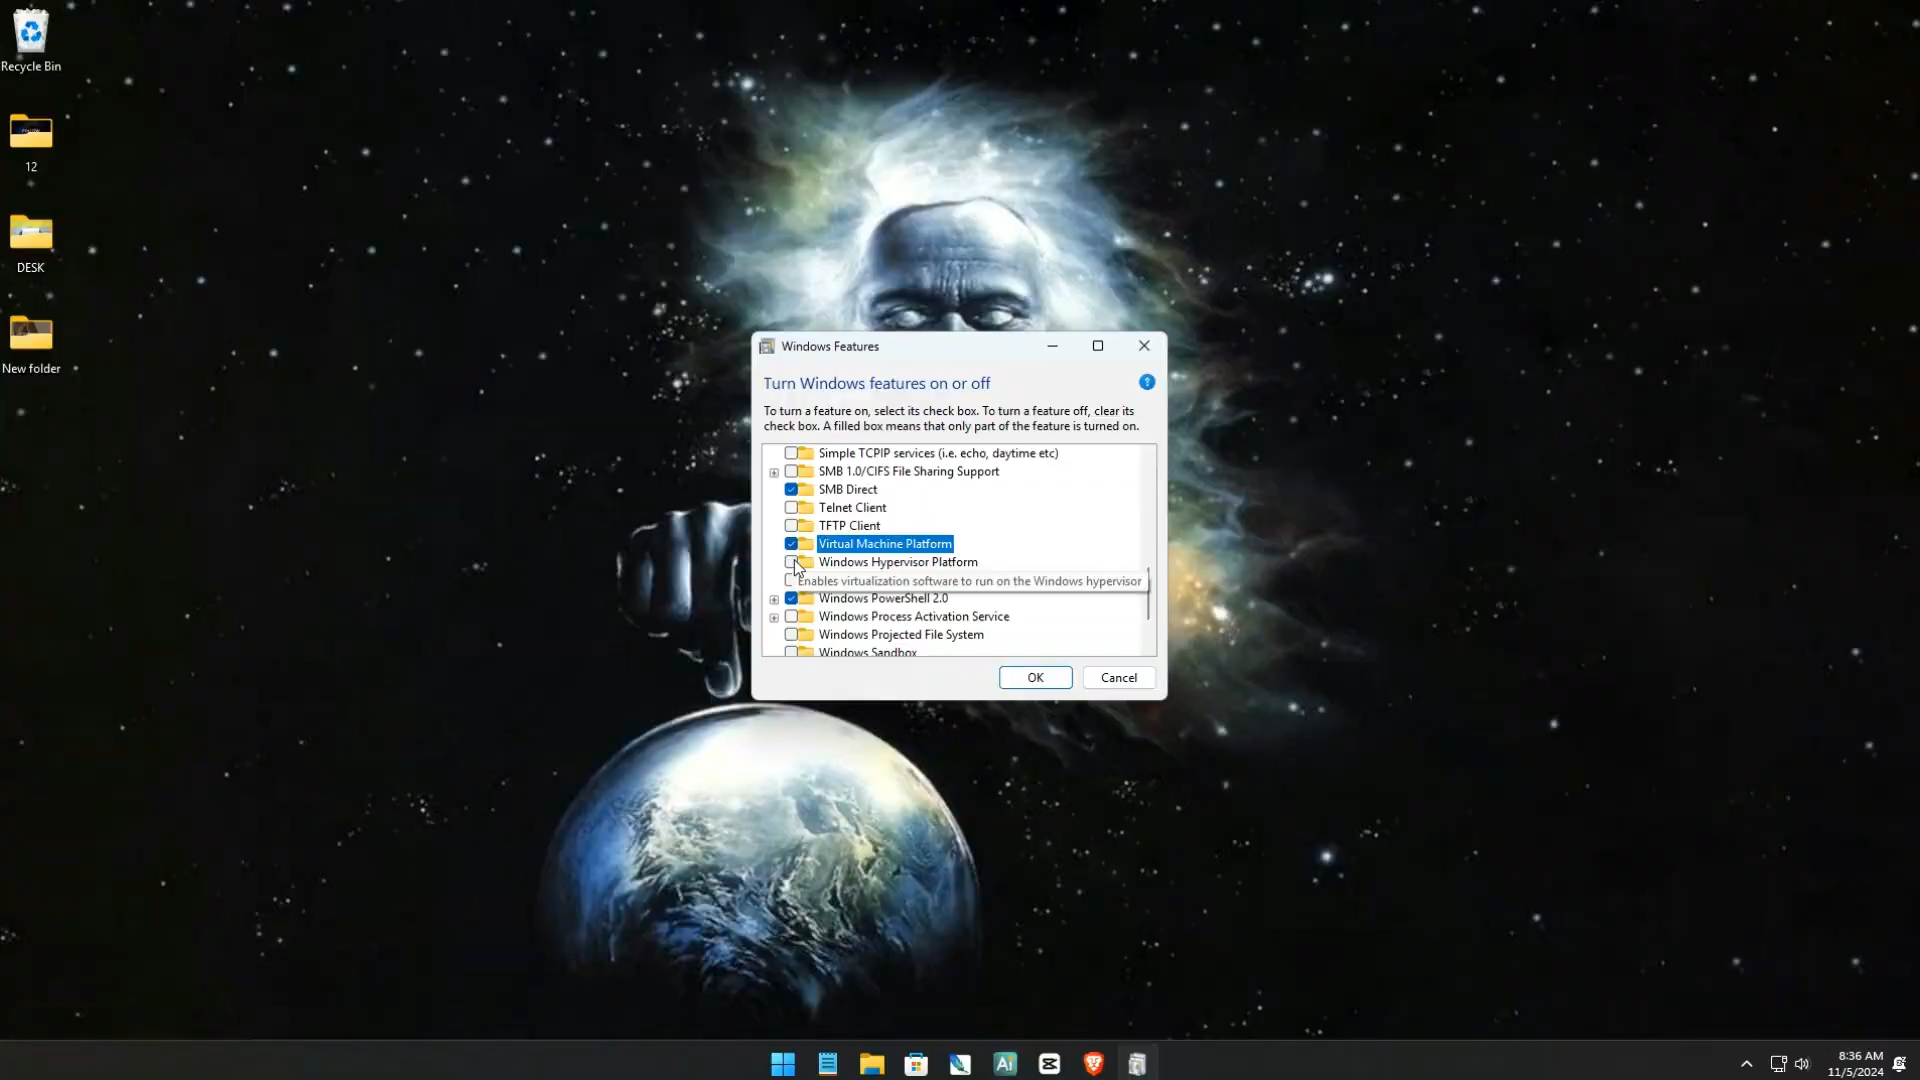 Recycle Bin
12
DESK
New folder
Windows Features
Turn Windows features on or off
To turn a feature on, select its check box. To turn a feature off, clear its
check box. A filled box means that only part of the feature is turned on.
Simple TCPIP services (i.e. echo, daytime etc)
SMB 1.0/CIFS File Sharing Support
SMB Direct
Telnet Client
TFTP Client
Virtual Machine Platform
Windows Hypervisor Platform
Enables virtualization software to run on the Windows hypervisor
Windows PowerShell 2.0
Windows Process Activation Service
Windows Projected File System
Windows Sandbox
OK
Cancel
Ai
8:36 AM
11/5/2024